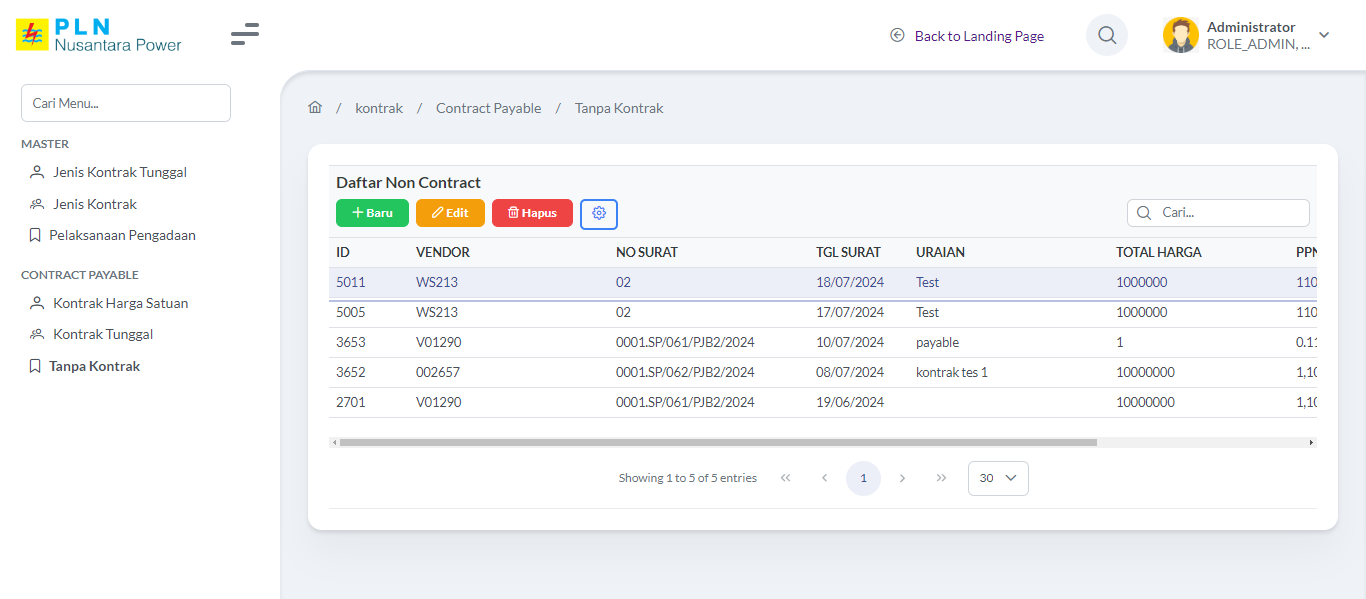 PLN
Nusantara Power
Back to Landing Page
Administrator
ROLE_ADMIN, ...
Cari Menu...
MASTER
Jenis Kontrak Tunggal
Jenis Kontrak
Pelaksanaan Pengadaan
CONTRACT PAYABLE
Kontrak Harga Satuan
Kontrak Tunggal
Tanpa Kontrak
/ kontrak / Contract Payable / Tanpa Kontrak
Daftar Non Contract
Baru Edit Hapus Cari...
ID VENDOR NO SURAT TGL SURAT URAIAN TOTAL HARGA PPN
5011 WS213 02 18/07/2024 Test 1000000 110
5005 WS213 02 17/07/2024 Test 1000000 110
3653 V01290 0001.SP/061/PJB2/2024 10/07/2024 payable 1 0.11
3652 002657 0001.SP/062/PJB2/2024 08/07/2024 kontrak tes 1 10000000 1,10
2701 V01290 0001.SP/061/PJB2/2024 19/06/2024 10000000 1,10
Showing 1 to 5 of 5 entries << < 1 > >> 30